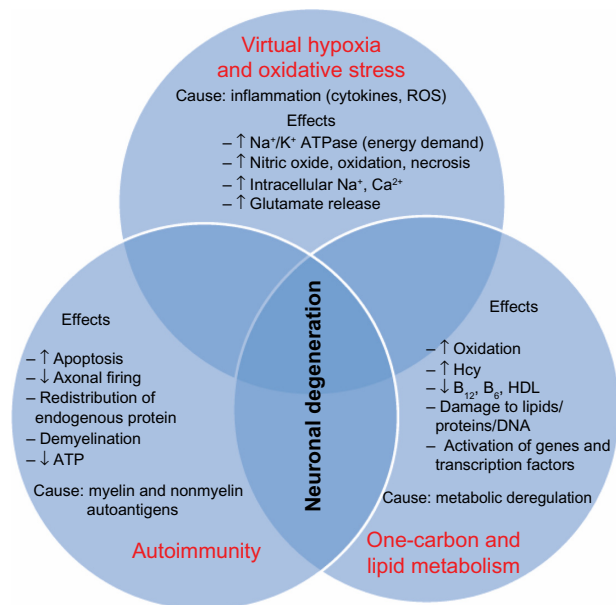 Virtual hypoxia
and oxidative stress
Cause: inflammation (cytokines, ROS)
Effects
– ↑ Na⁺/K⁺ ATPase (energy demand)
– ↑ Nitric oxide, oxidation, necrosis
– ↑ Intracellular Na⁺, Ca²⁺
– ↑ Glutamate release
Effects
– ↑ Apoptosis
– ↓ Axonal firing
– Redistribution of
endogenous protein
– Demyelination
– ↓ ATP
Cause: myelin and nonmyelin
autoantigens
Autoimmunity
Neuronal degeneration
Effects
– ↑ Oxidation
– ↑ Hcy
– ↓ B₁₂, B₆, HDL
– Damage to lipids/
proteins/DNA
– Activation of genes and
transcription factors
Cause: metabolic deregulation
One-carbon and
lipid metabolism